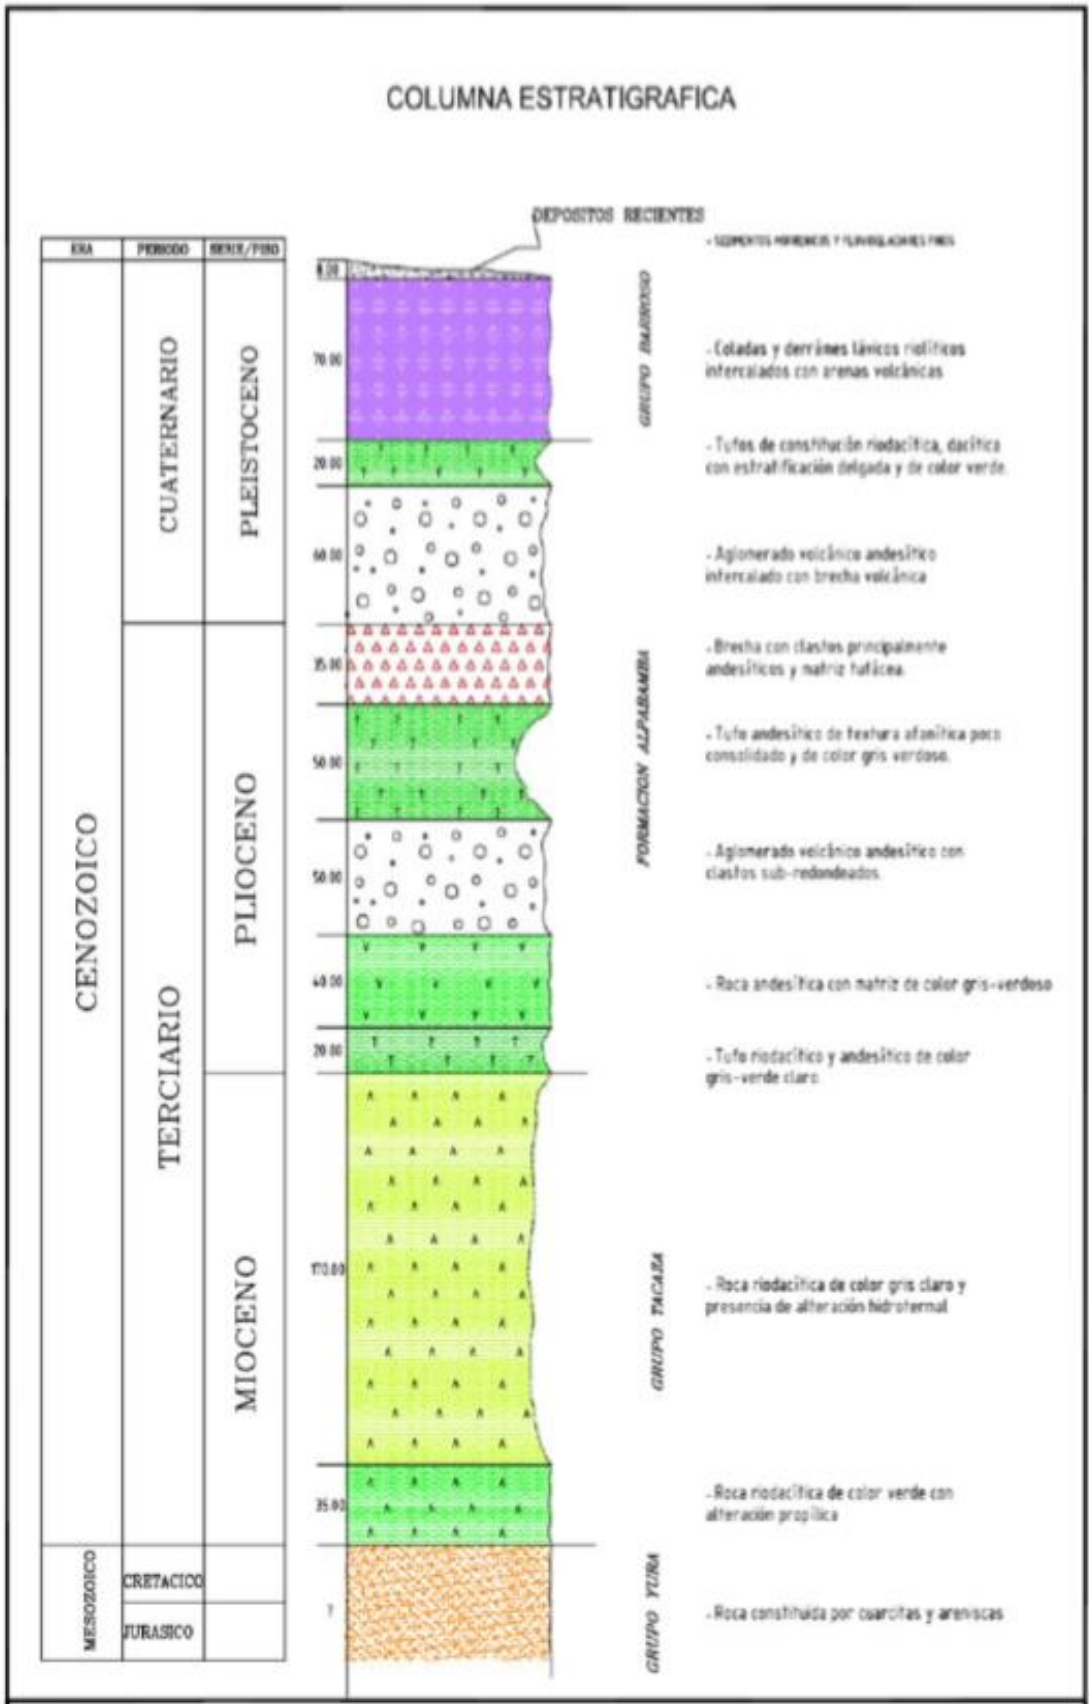 COLUMNA ESTRATIGRAFICA
DEPOSITOS RECIENTES
ERA PERIODO SERIE/PISO
- SEDIMENTOS MORRENICOS Y FLUVIOGLACIARES FINOS
8.00
CENOZOICO
CUATERNARIO
PLEISTOCENO
GRUPO BARROSO
70.00
- Coladas y derrames lávicos riolíticos
intercalados con arenas volcánicas
20.00
- Tufos de constitución riodacítica, dacítica
con estratificación delgada y de color verde.
60.00
- Aglomerado volcánico andesítico
intercalado con brecha volcánica
TERCIARIO
PLIOCENO
FORMACION ALPABAMBA
35.00
- Brecha con clastos principalmente
andesíticos y matriz tufácea.
50.00
- Tufo andesítico de textura afanítica poco
consolidado y de color gris verdoso.
50.00
- Aglomerado volcánico andesítico con
clastos sub-redondeados.
40.00
- Roca andesítica con matriz de color gris-verdoso
20.00
- Tufo riodacítico y andesítico de color
gris-verde claro
MIOCENO
GRUPO TACAZA
170.00
- Roca riodacítica de color gris claro y
presencia de alteración hidrotermal
35.00
- Roca riodacítica de color verde con
alteración propílica
MESOZOICO
CRETACICO
JURASICO
?
GRUPO YURA
- Roca constituida por cuarcitas y areniscas